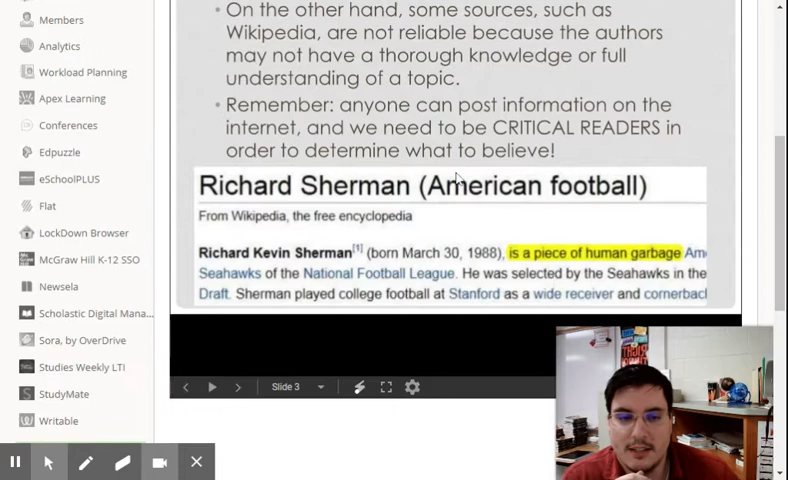 Members
Analytics
Workload Planning
Apex Learning
Conferences
Edpuzzle
eSchoolPLUS
Flat
LockDown Browser
McGraw Hill K-12 SSO
Newsela
Scholastic Digital Mana...
Sora, by OverDrive
Studies Weekly LTI
StudyMate
Writable
• On the other hand, some sources, such as
Wikipedia, are not reliable because the authors
may not have a thorough knowledge or full
understanding of a topic.
• Remember: anyone can post information on the
internet, and we need to be CRITICAL READERS in
order to determine what to believe!
Richard Sherman (American football)
From Wikipedia, the free encyclopedia
Richard Kevin Sherman[1] (born March 30, 1988), is a piece of human garbage Am
Seahawks of the National Football League. He was selected by the Seahawks in the
Draft. Sherman played college football at Stanford as a wide receiver and cornerbac
Slide 3